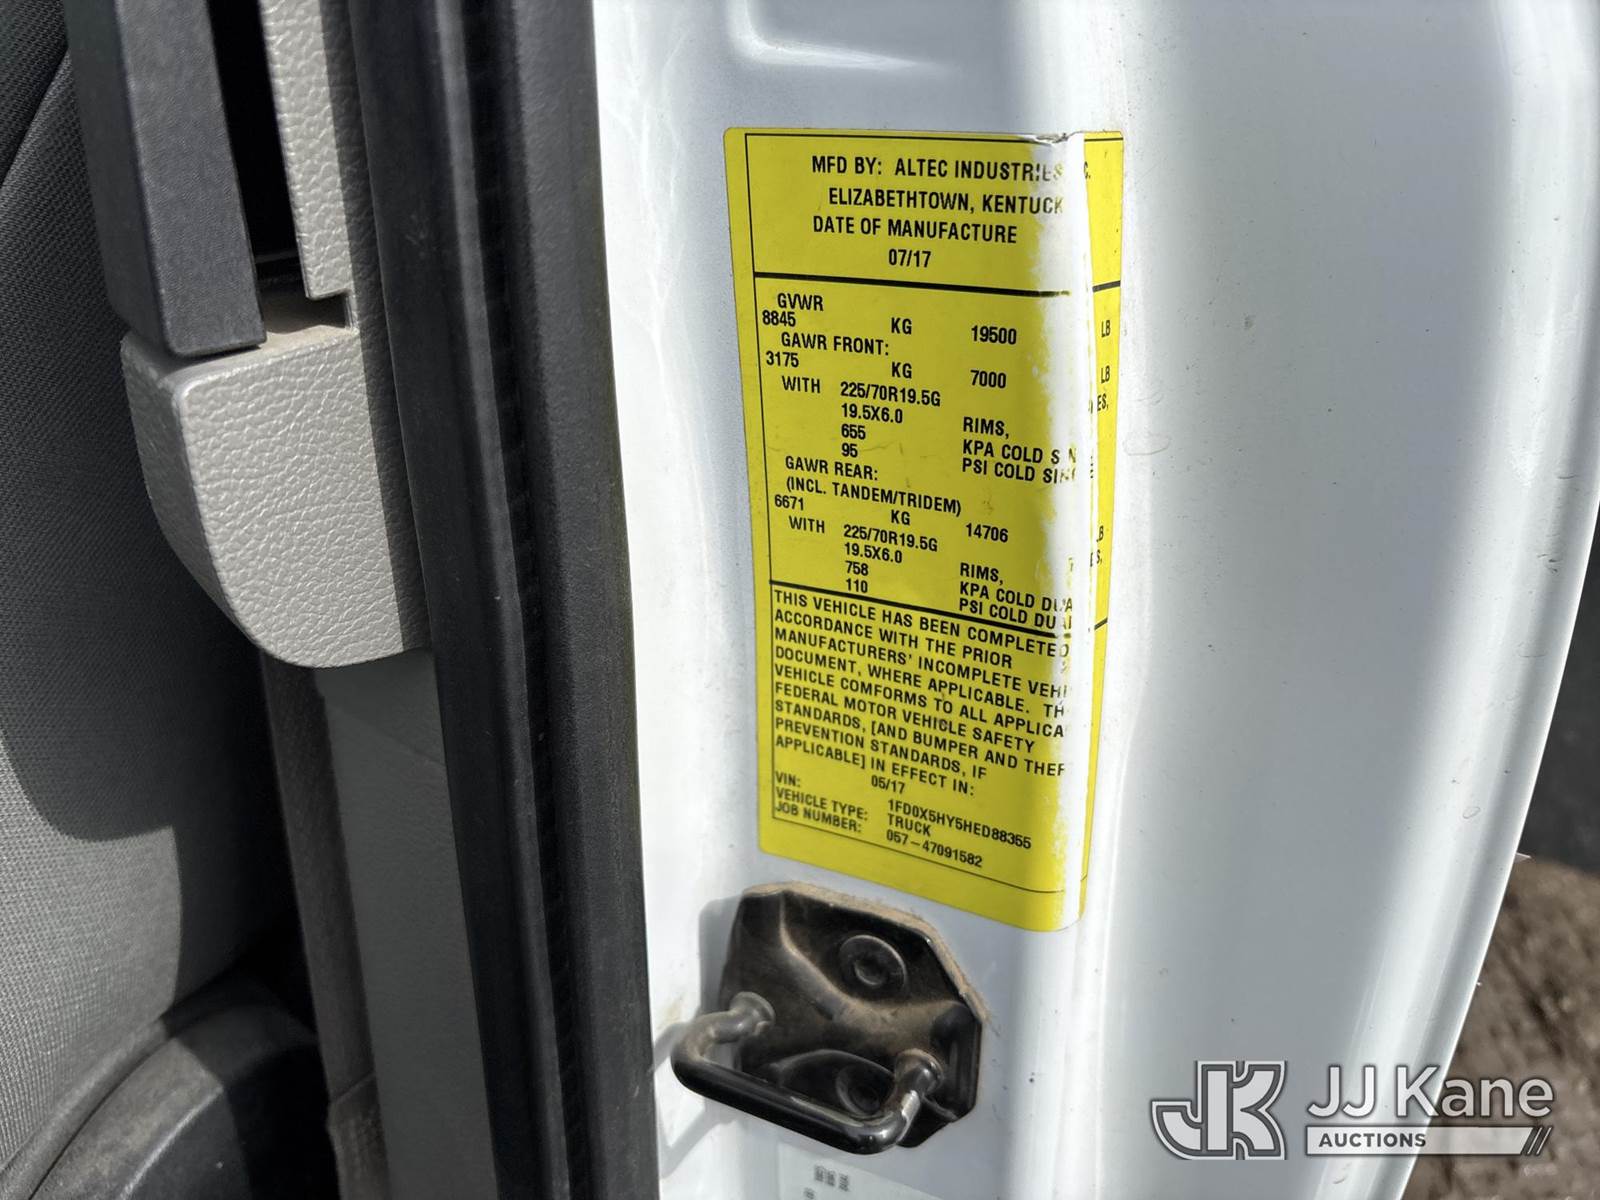 MFD BY: ALTEC INDUSTRIES
ELIZABETHTOWN, KENTUCK
DATE OF MANUFACTURE
07/17
GVWR
8845 KG 19500 LB
GAWR FRONT:
3175 KG 7000 LB
WITH 225/70R19.5G
19.5X6.0 RIMS,
655 KPA COLD
95 PSI COLD
GAWR REAR:
(INCL. TANDEM/TRIDEM)
6671 KG 14706 LB
WITH 225/70R19.5G
19.5X6.0 RIMS,
758 KPA COLD
110 PSI COLD
THIS VEHICLE HAS BEEN COMPLETED
ACCORDANCE WITH THE PRIOR
MANUFACTURERS' INCOMPLETE VEHI
DOCUMENT, WHERE APPLICABLE. TH
VEHICLE COMFORMS TO ALL APPLICA
FEDERAL MOTOR VEHICLE SAFETY
STANDARDS, [AND BUMPER AND THEF
PREVENTION STANDARDS, IF
APPLICABLE] IN EFFECT IN:
05/17
VIN: 1FD0X5HY5HED88355
VEHICLE TYPE: TRUCK
JOB NUMBER: 057-47091582
JK JJ Kane
AUCTIONS